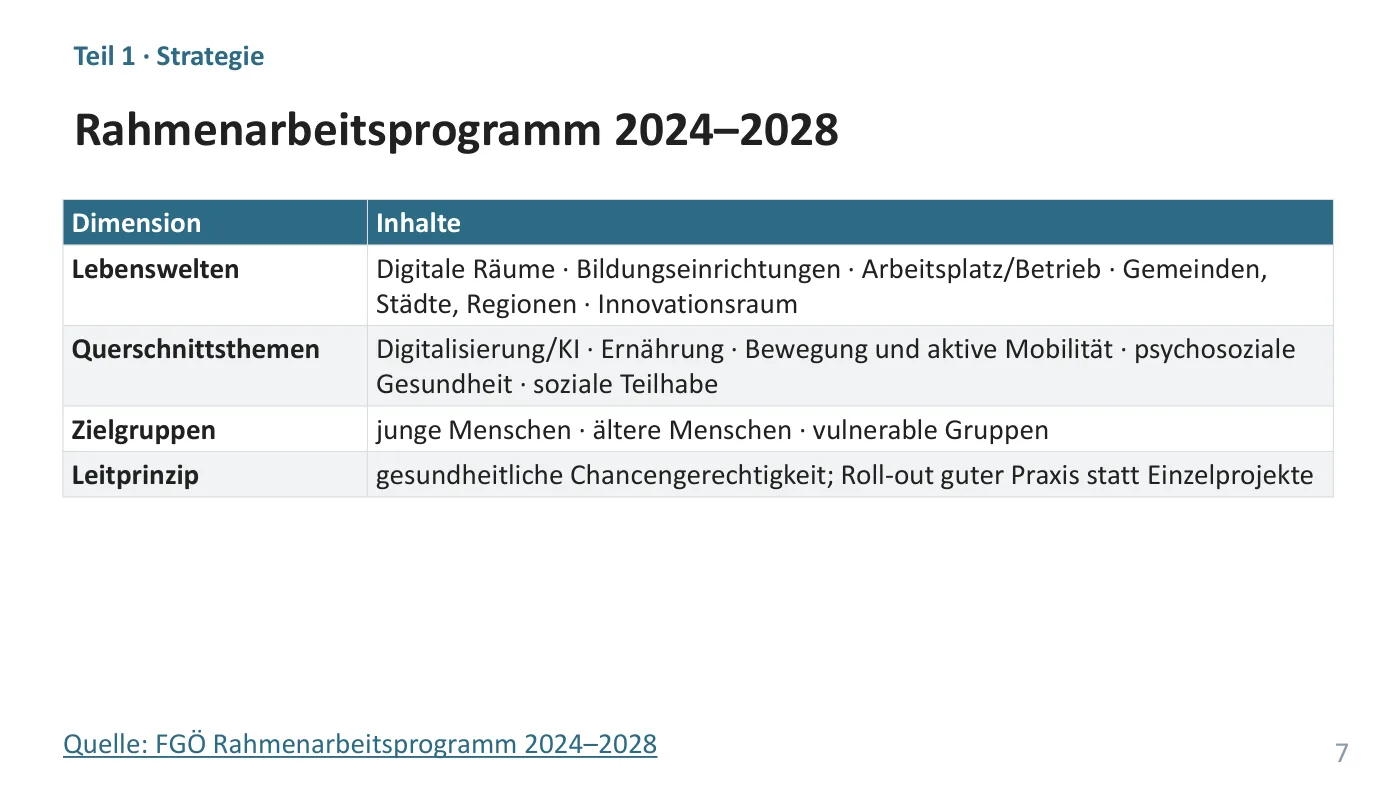 Teil 1 · Strategie
Rahmenarbeitsprogramm 2024–2028
Dimension Inhalte
Lebenswelten Digitale Räume · Bildungseinrichtungen · Arbeitsplatz/Betrieb · Gemeinden,
Städte, Regionen · Innovationsraum
Querschnittsthemen Digitalisierung/KI · Ernährung · Bewegung und aktive Mobilität · psychosoziale
Gesundheit · soziale Teilhabe
Zielgruppen junge Menschen · ältere Menschen · vulnerable Gruppen
Leitprinzip gesundheitliche Chancengerechtigkeit; Roll-out guter Praxis statt Einzelprojekte
Quelle: FGÖ Rahmenarbeitsprogramm 2024–2028
7